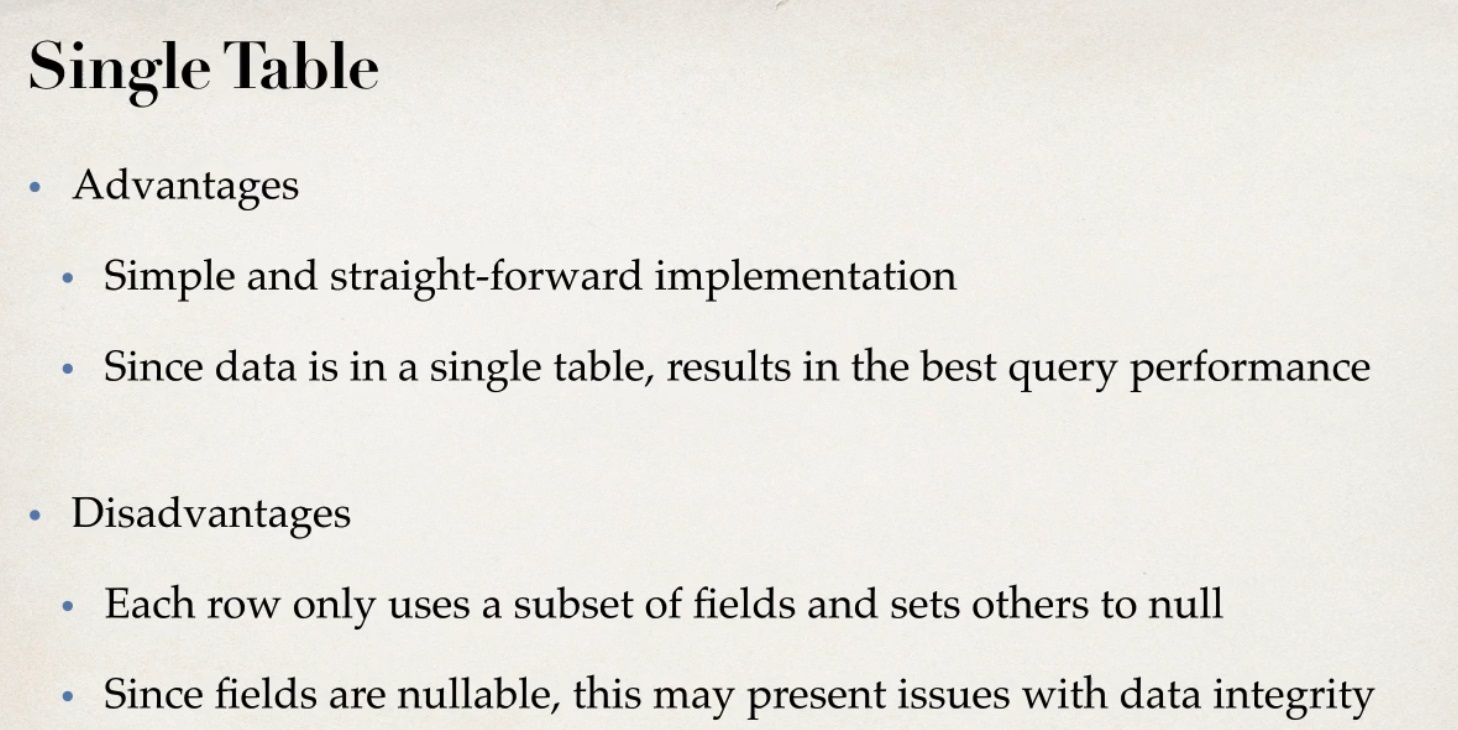 Single Table
• Advantages
• Simple and straight-forward implementation
• Since data is in a single table, results in the best query performance
• Disadvantages
• Each row only uses a subset of fields and sets others to null
• Since fields are nullable, this may present issues with data integrity